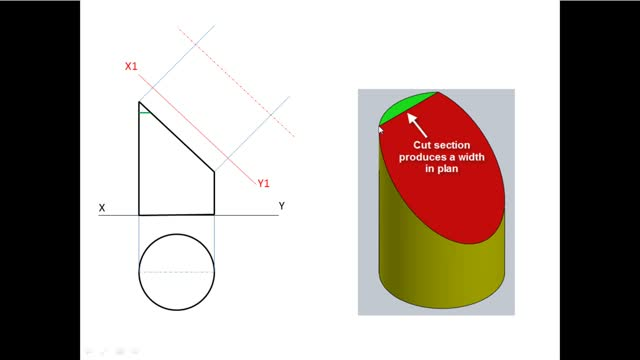 X1
Y1
X
Y
Cut section
produces a width
in plan